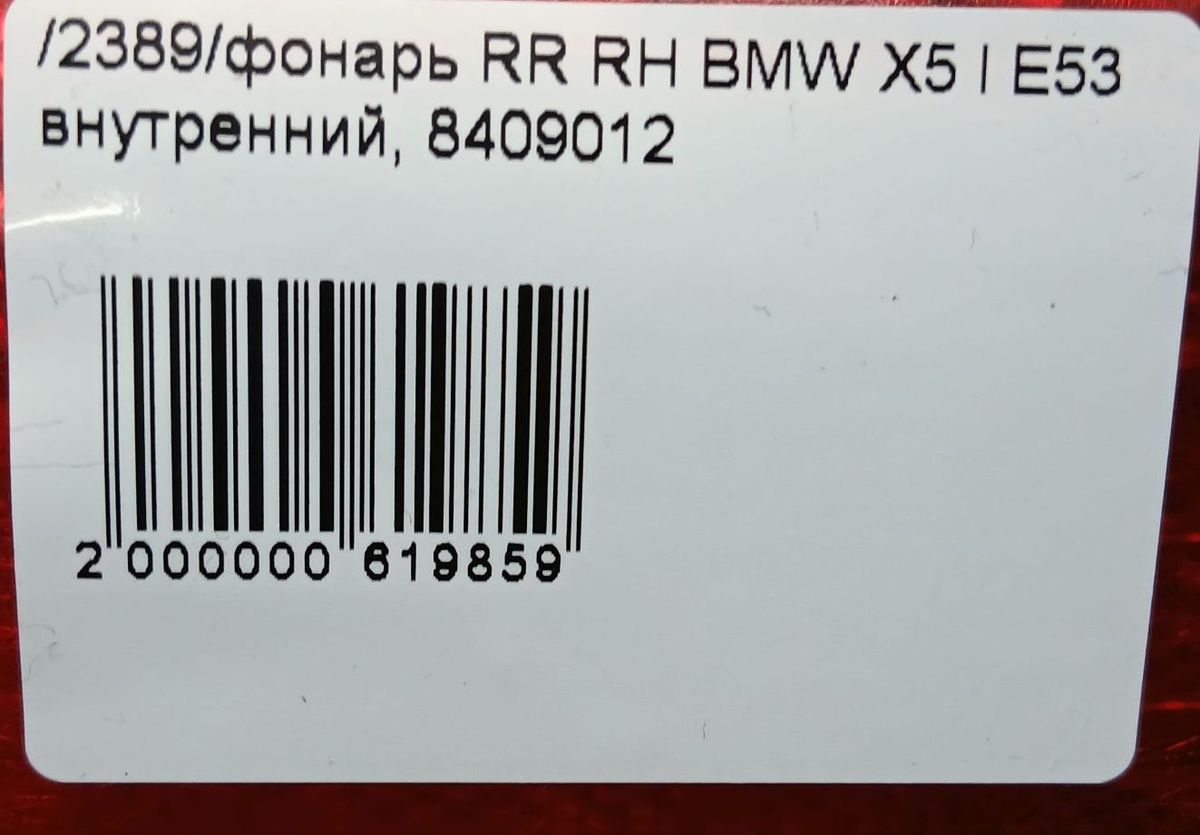 /2389/фонарь RR RH BMW X5 I E53
внутренний, 8409012
2 000000 619859